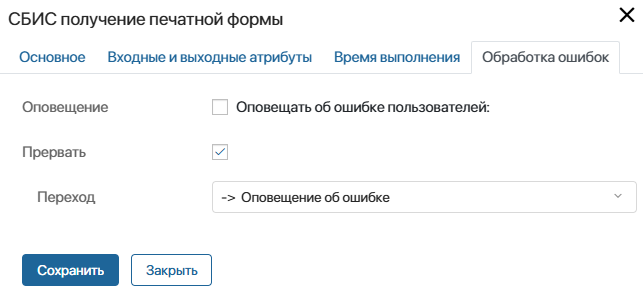 СБИС получение печатной формы
Основное Входные и выходные атрибуты Время выполнения Обработка ошибок
Оповещение Оповещать об ошибке пользователей:
Прервать
Переход -> Оповещение об ошибке
Сохранить Закрыть